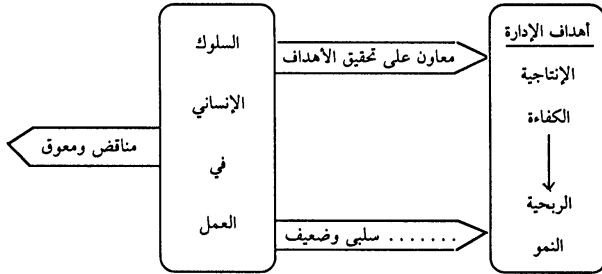 أهداف الإدارة
الإنتاجية
الكفاءة
الربحية
النمو
معاون على تحقيق الأهداف
سلبى وضعيف .......
السلوك
الإنساني
في
العمل
مناقض ومعوق